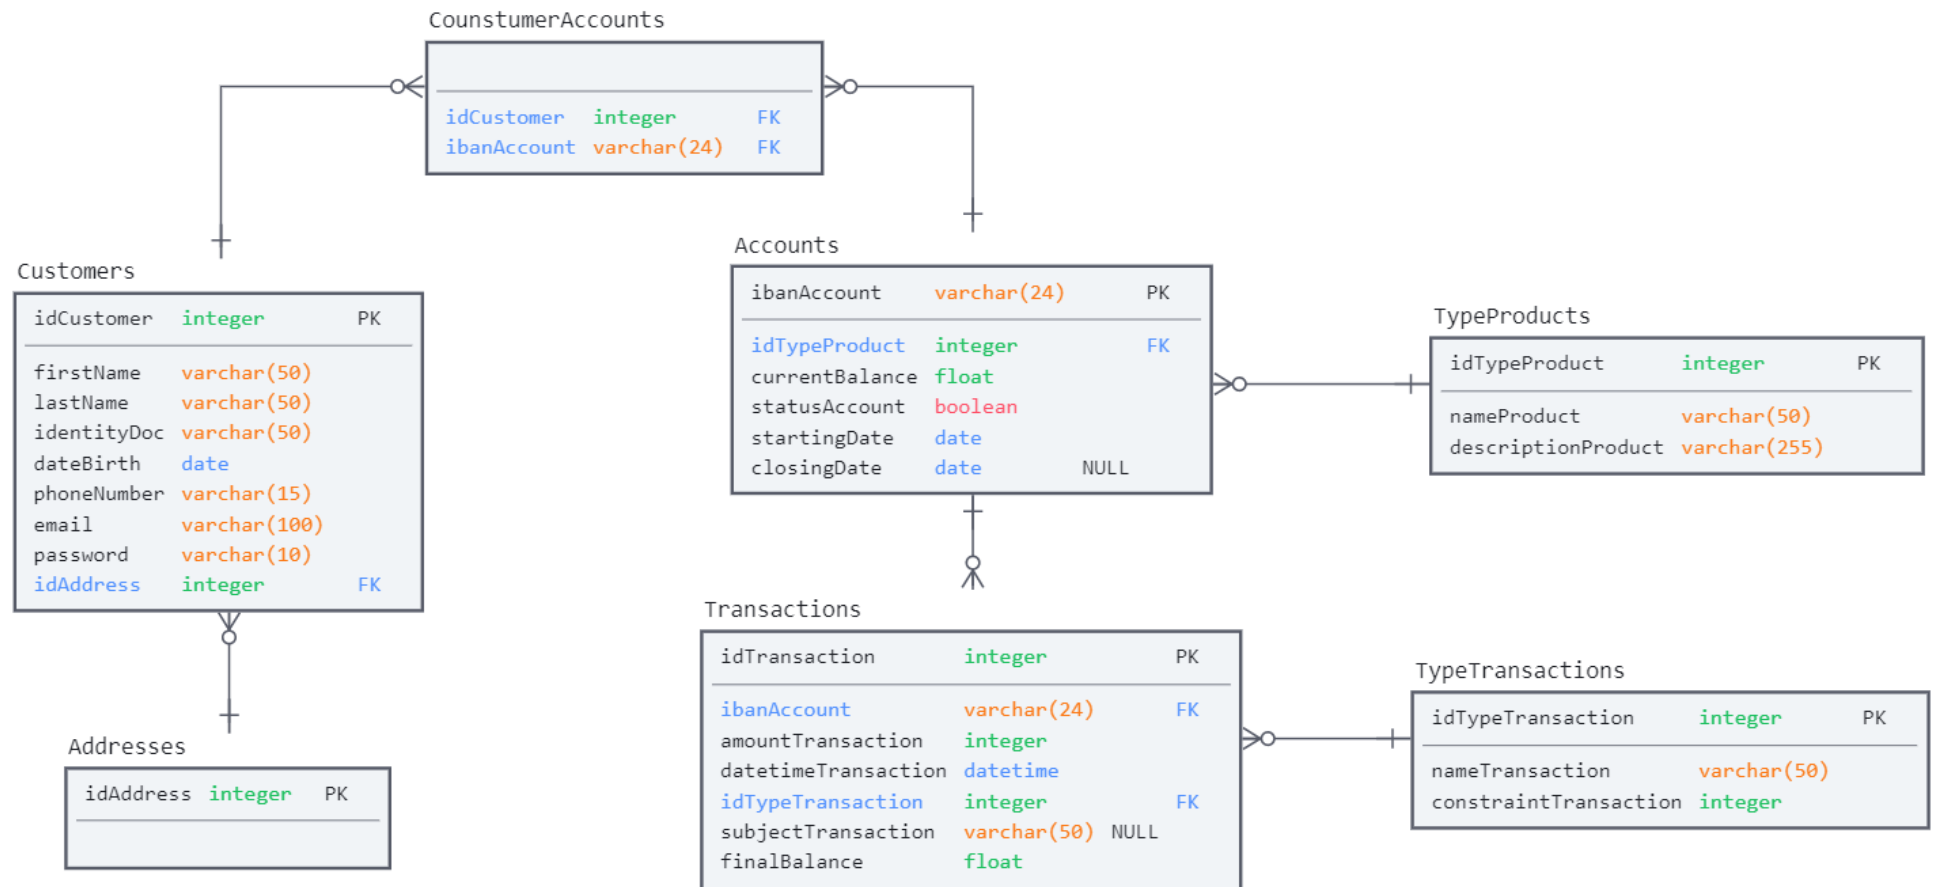 CounstumerAccounts
idCustomer integer FK
ibanAccount varchar(24) FK
Customers
idCustomer integer PK
firstName varchar(50)
lastName varchar(50)
identityDoc varchar(50)
dateBirth date
phoneNumber varchar(15)
email varchar(100)
password varchar(10)
idAddress integer FK
Addresses
idAddress integer PK
Accounts
ibanAccount varchar(24) PK
idTypeProduct integer FK
currentBalance float
statusAccount boolean
startingDate date
closingDate date NULL
TypeProducts
idTypeProduct integer PK
nameProduct varchar(50)
descriptionProduct varchar(255)
Transactions
idTransaction integer PK
ibanAccount varchar(24) FK
amountTransaction integer
datetimeTransaction datetime
idTypeTransaction integer FK
subjectTransaction varchar(50) NULL
finalBalance float
TypeTransactions
idTypeTransaction integer PK
nameTransaction varchar(50)
constraintTransaction integer